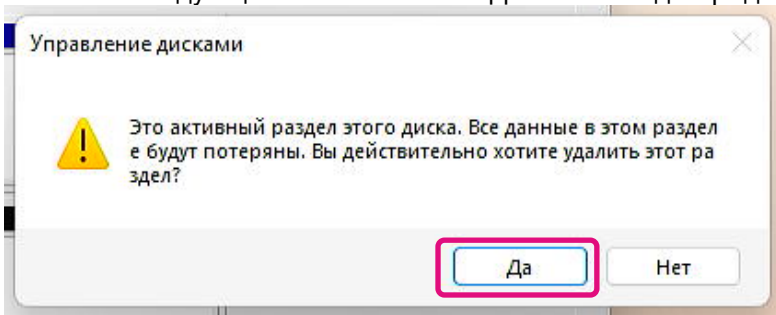 Управление дисками
Это активный раздел этого диска. Все данные в этом раздел
е будут потеряны. Вы действительно хотите удалить этот ра
здел?
Да
Нет